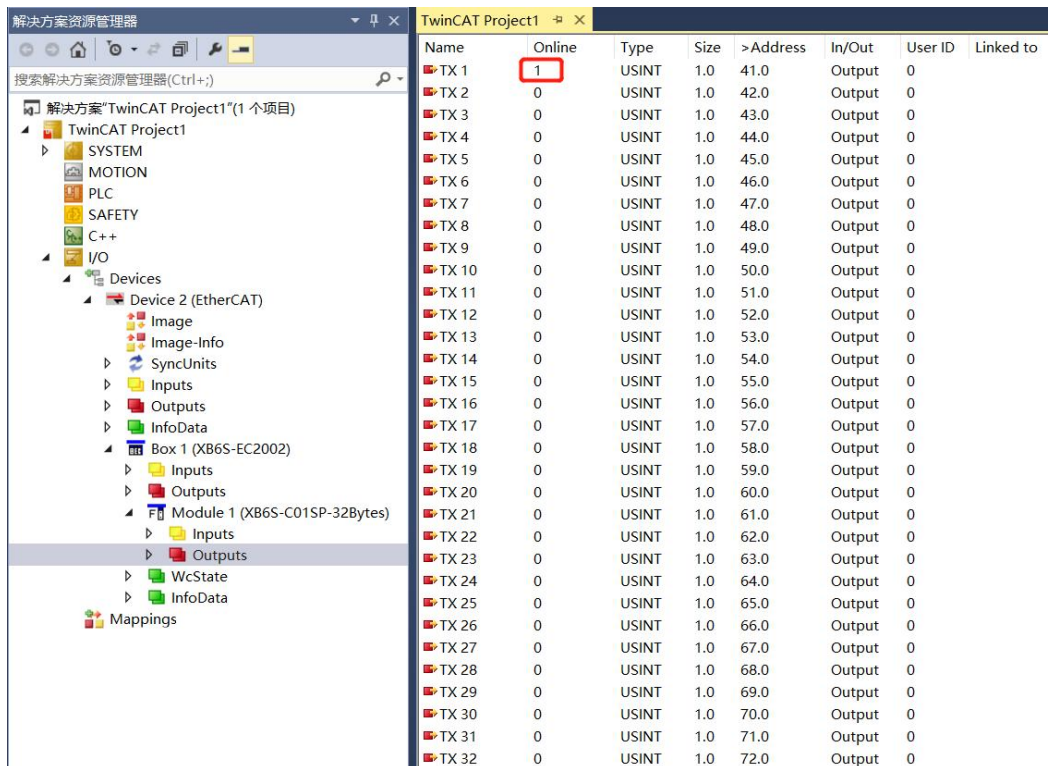 解决方案资源管理器
搜索解决方案资源管理器(Ctrl+;)
解决方案"TwinCAT Project1"(1 个项目)
TwinCAT Project1
SYSTEM
MOTION
PLC
SAFETY
C++
I/O
Devices
Device 2 (EtherCAT)
Image
Image-Info
SyncUnits
Inputs
Outputs
InfoData
Box 1 (XB6S-EC2002)
Inputs
Outputs
Module 1 (XB6S-C01SP-32Bytes)
Inputs
Outputs
WcState
InfoData
Mappings
TwinCAT Project1
Name Online Type Size >Address In/Out User ID Linked to
TX 1 1 USINT 1.0 41.0 Output 0
TX 2 0 USINT 1.0 42.0 Output 0
TX 3 0 USINT 1.0 43.0 Output 0
TX 4 0 USINT 1.0 44.0 Output 0
TX 5 0 USINT 1.0 45.0 Output 0
TX 6 0 USINT 1.0 46.0 Output 0
TX 7 0 USINT 1.0 47.0 Output 0
TX 8 0 USINT 1.0 48.0 Output 0
TX 9 0 USINT 1.0 49.0 Output 0
TX 10 0 USINT 1.0 50.0 Output 0
TX 11 0 USINT 1.0 51.0 Output 0
TX 12 0 USINT 1.0 52.0 Output 0
TX 13 0 USINT 1.0 53.0 Output 0
TX 14 0 USINT 1.0 54.0 Output 0
TX 15 0 USINT 1.0 55.0 Output 0
TX 16 0 USINT 1.0 56.0 Output 0
TX 17 0 USINT 1.0 57.0 Output 0
TX 18 0 USINT 1.0 58.0 Output 0
TX 19 0 USINT 1.0 59.0 Output 0
TX 20 0 USINT 1.0 60.0 Output 0
TX 21 0 USINT 1.0 61.0 Output 0
TX 22 0 USINT 1.0 62.0 Output 0
TX 23 0 USINT 1.0 63.0 Output 0
TX 24 0 USINT 1.0 64.0 Output 0
TX 25 0 USINT 1.0 65.0 Output 0
TX 26 0 USINT 1.0 66.0 Output 0
TX 27 0 USINT 1.0 67.0 Output 0
TX 28 0 USINT 1.0 68.0 Output 0
TX 29 0 USINT 1.0 69.0 Output 0
TX 30 0 USINT 1.0 70.0 Output 0
TX 31 0 USINT 1.0 71.0 Output 0
TX 32 0 USINT 1.0 72.0 Output 0